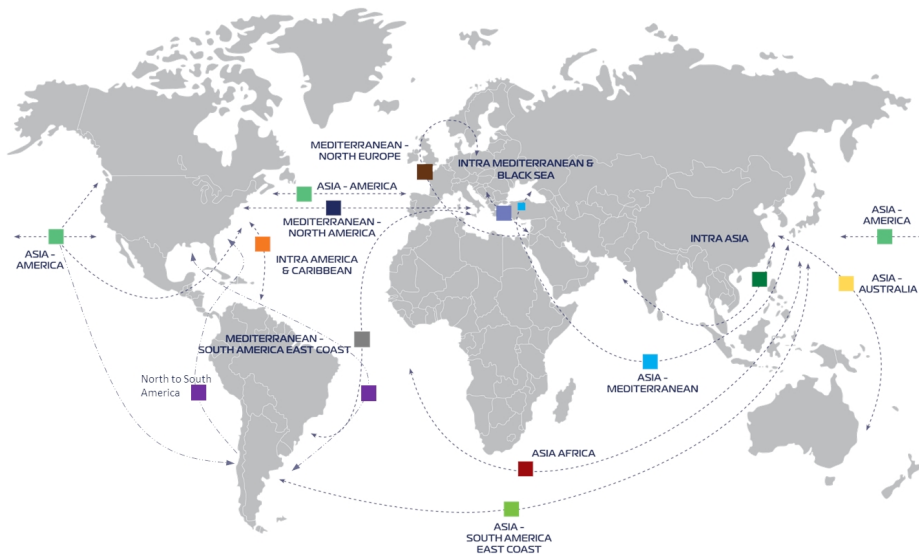 MEDITERRANEAN -
NORTH EUROPE
INTRA MEDITERRANEAN &
BLACK SEA
ASIA - AMERICA
MEDITERRANEAN -
NORTH AMERICA
ASIA -
AMERICA
INTRA AMERICA
& CARIBBEAN
INTRA ASIA
ASIA -
AMERICA
ASIA -
AUSTRALIA
MEDITERRANEAN -
SOUTH AMERICA EAST COAST
North to South
America
ASIA -
MEDITERRANEAN
ASIA AFRICA
ASIA -
SOUTH AMERICA
EAST COAST